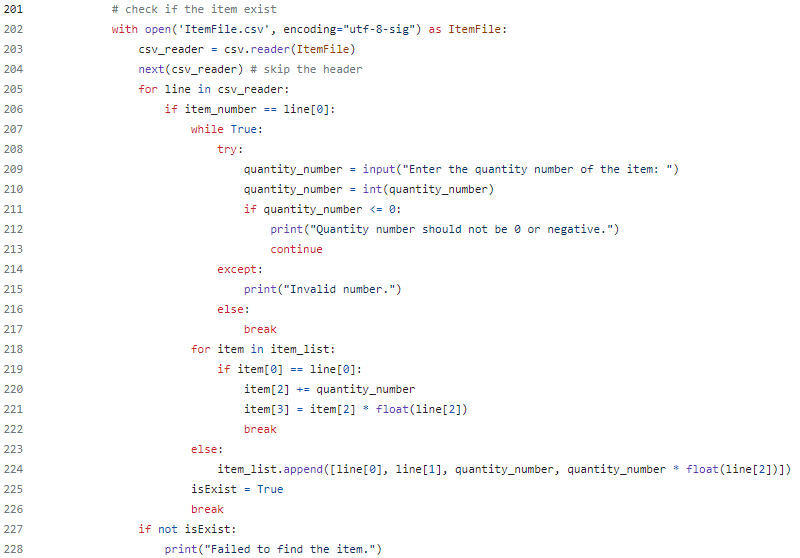 201 # check if the item exist
202 with open('ItemFile.csv', encoding="utf-8-sig") as ItemFile:
203 csv_reader = csv.reader(ItemFile)
204 next(csv_reader) # skip the header
205 for line in csv_reader:
206 if item_number == line[0]:
207 while True:
208 try:
209 quantity_number = input("Enter the quantity number of the item: ")
210 quantity_number = int(quantity_number)
211 if quantity_number <= 0:
212 print("Quantity number should not be 0 or negative.")
213 continue
214 except:
215 print("Invalid number.")
216 else:
217 break
218 for item in item_list:
219 if item[0] == line[0]:
220 item[2] += quantity_number
221 item[3] = item[2] * float(line[2])
222 break
223 else:
224 item_list.append([line[0], line[1], quantity_number, quantity_number * float(line[2])])
225 isExist = True
226 break
227 if not isExist:
228 print("Failed to find the item.")